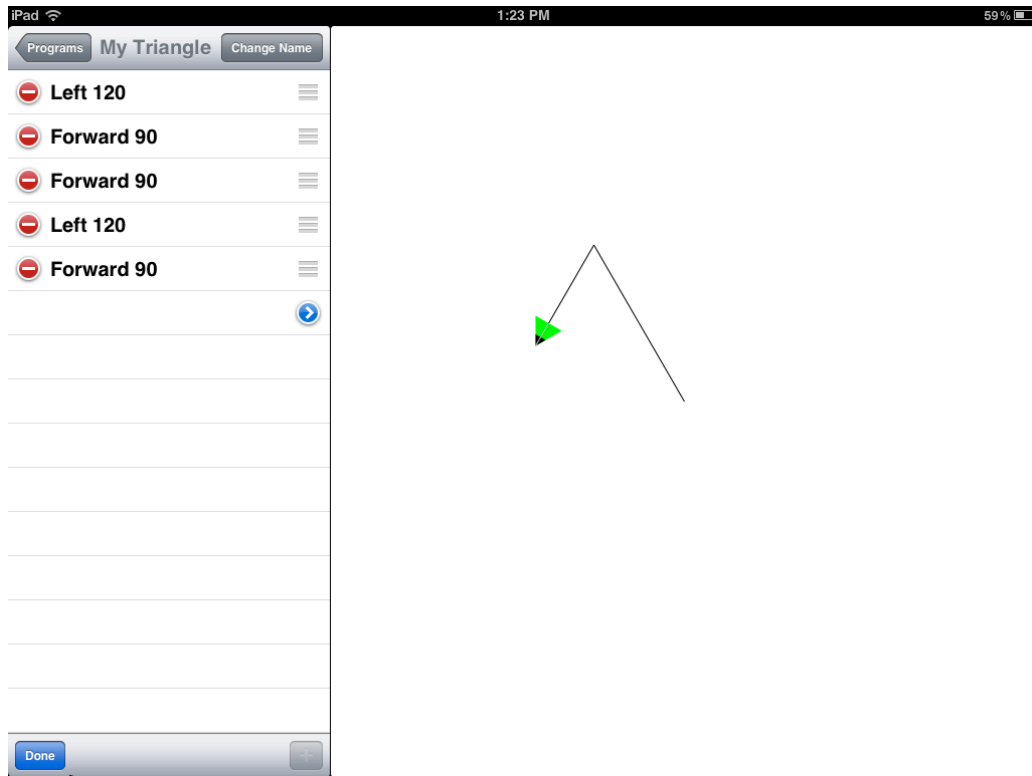 iPad 1:23 PM 59%
Programs My Triangle Change Name
Left 120
Forward 90
Forward 90
Left 120
Forward 90
Done
+